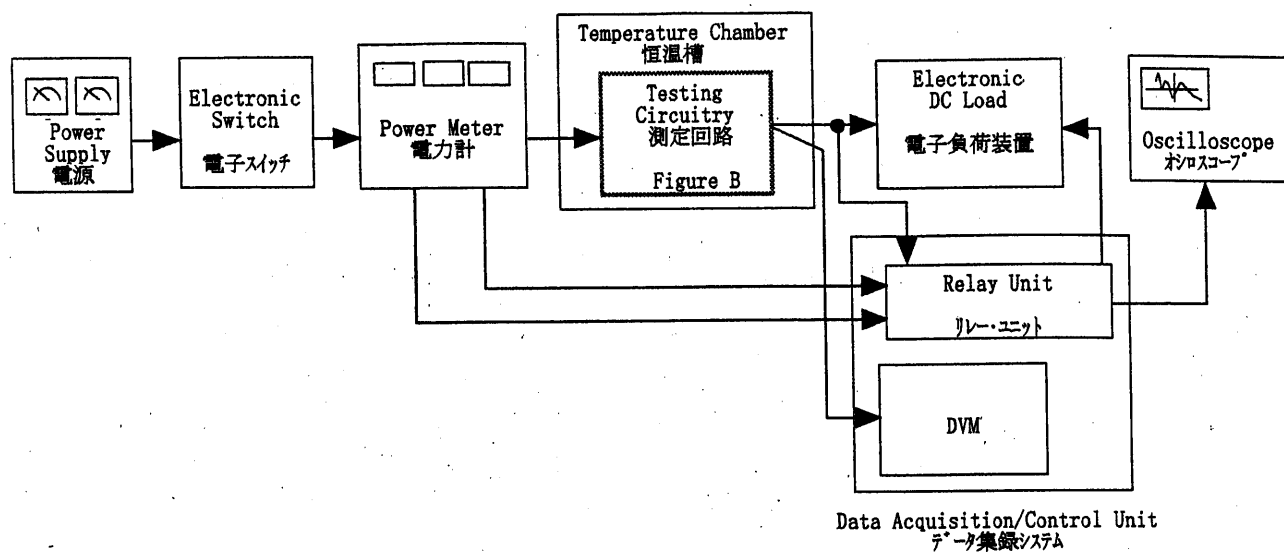 Power
Supply
電源
Electronic
Switch
電子スイッチ
Power Meter
電力計
Temperature Chamber
恒温槽
Testing
Circuitry
測定回路
Figure B
Electronic
DC Load
電子負荷装置
Oscilloscope
オシロスコープ
Relay Unit
リレー・ユニット
DVM
Data Acquisition/Control Unit
データ集録システム